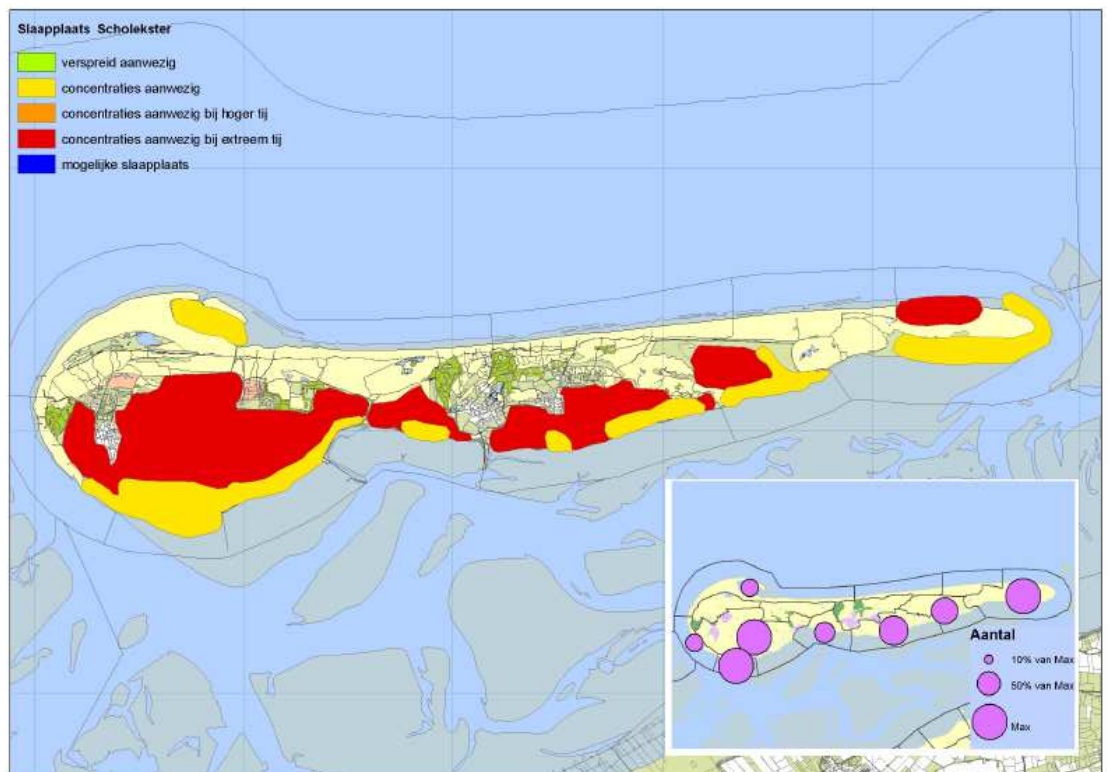 Slaapplaats Scholekster
verspreid aanwezig
concentraties aanwezig
concentraties aanwezig bij hoger tij
concentraties aanwezig bij extreem tij
mogelijke slaapplaats
Aantal
10% van Max
50% van Max
Max